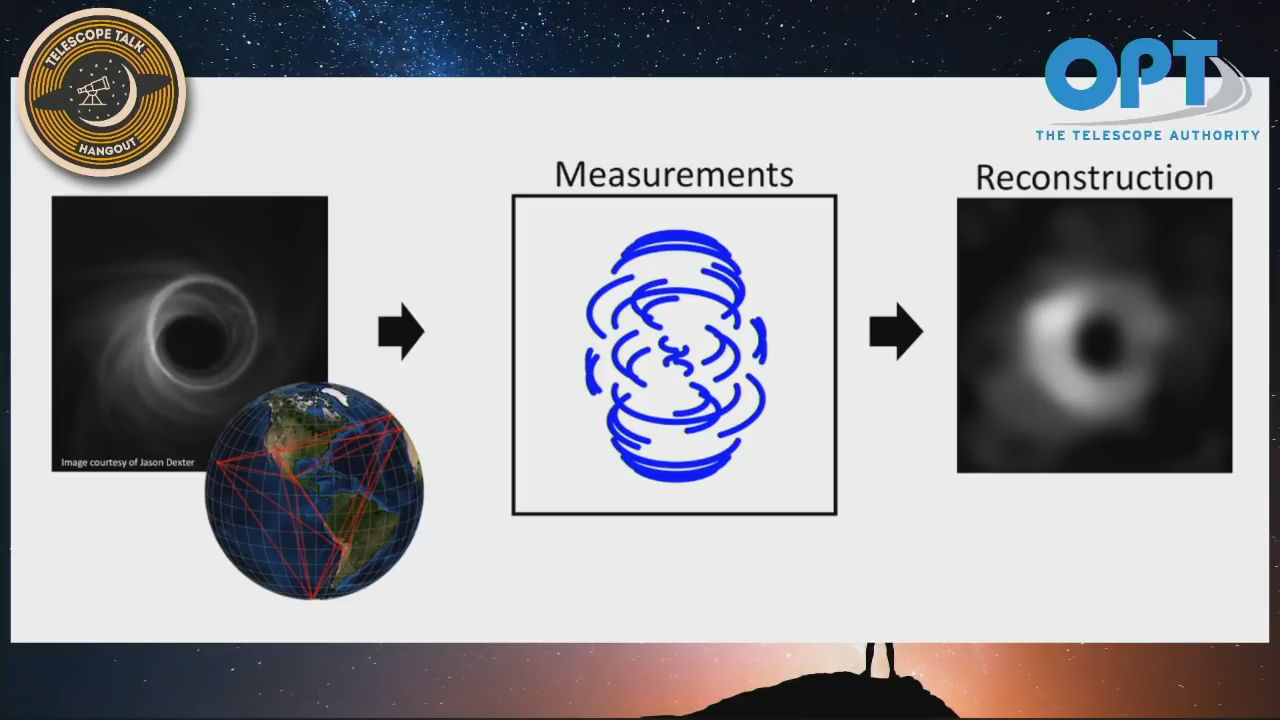 TELESCOPE TALK
HANGOUT
OPT
THE TELESCOPE AUTHORITY
Measurements
Reconstruction
Image courtesy of Jason Dexter